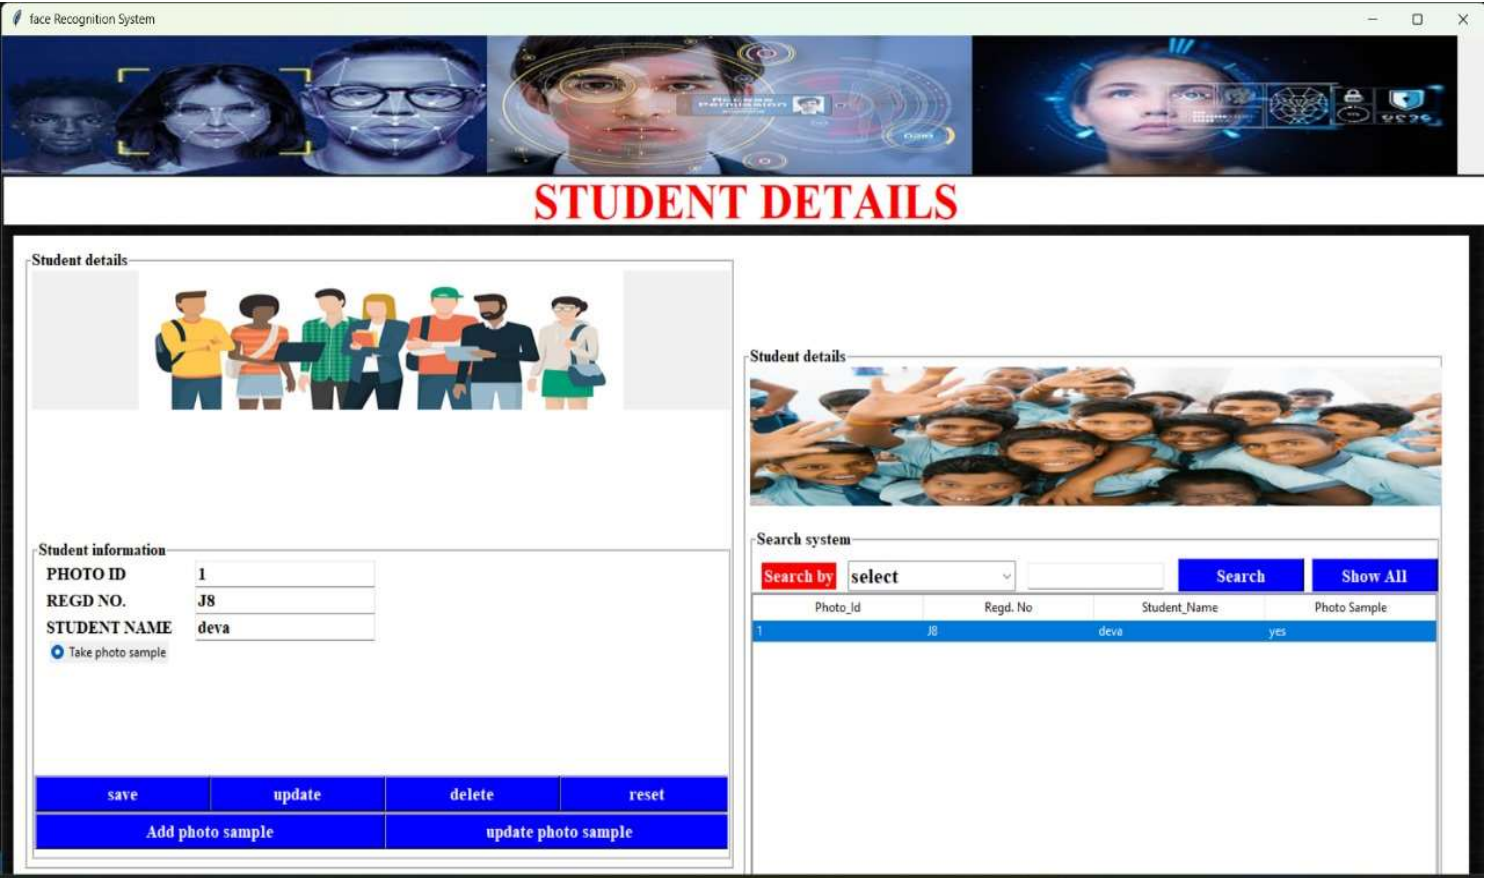 face Recognition System
Access
Permission
STUDENT DETAILS
Student details
Student information
PHOTO ID 1
REGD NO. J8
STUDENT NAME deva
Take photo sample
save update delete reset
Add photo sample update photo sample
Student details
Search system
Search by select Search Show All
Photo_Id Regd. No Student_Name Photo Sample
1 J8 deva yes